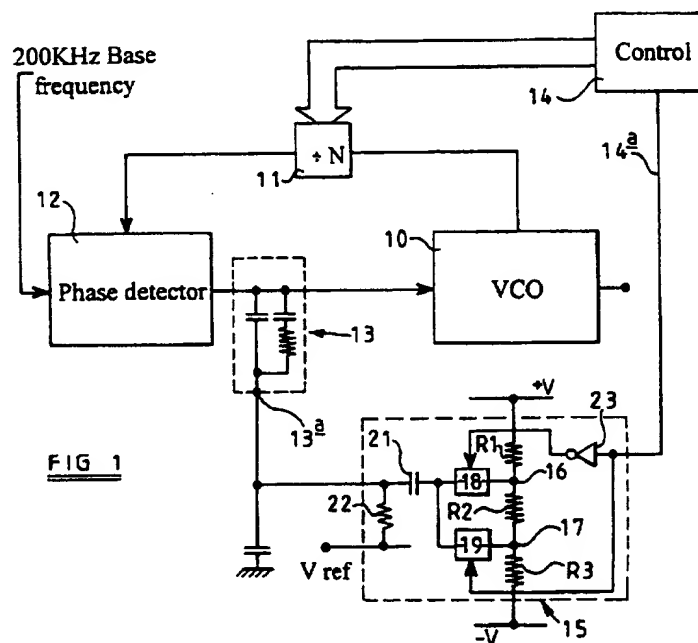 200KHz Base
frequency
Control
14
÷ N
11
14a
12
Phase detector
10
VCO
13
13a
+V
23
21
R1
18
16
FIG 1
22
R2
19
17
V ref
R3
-V
15